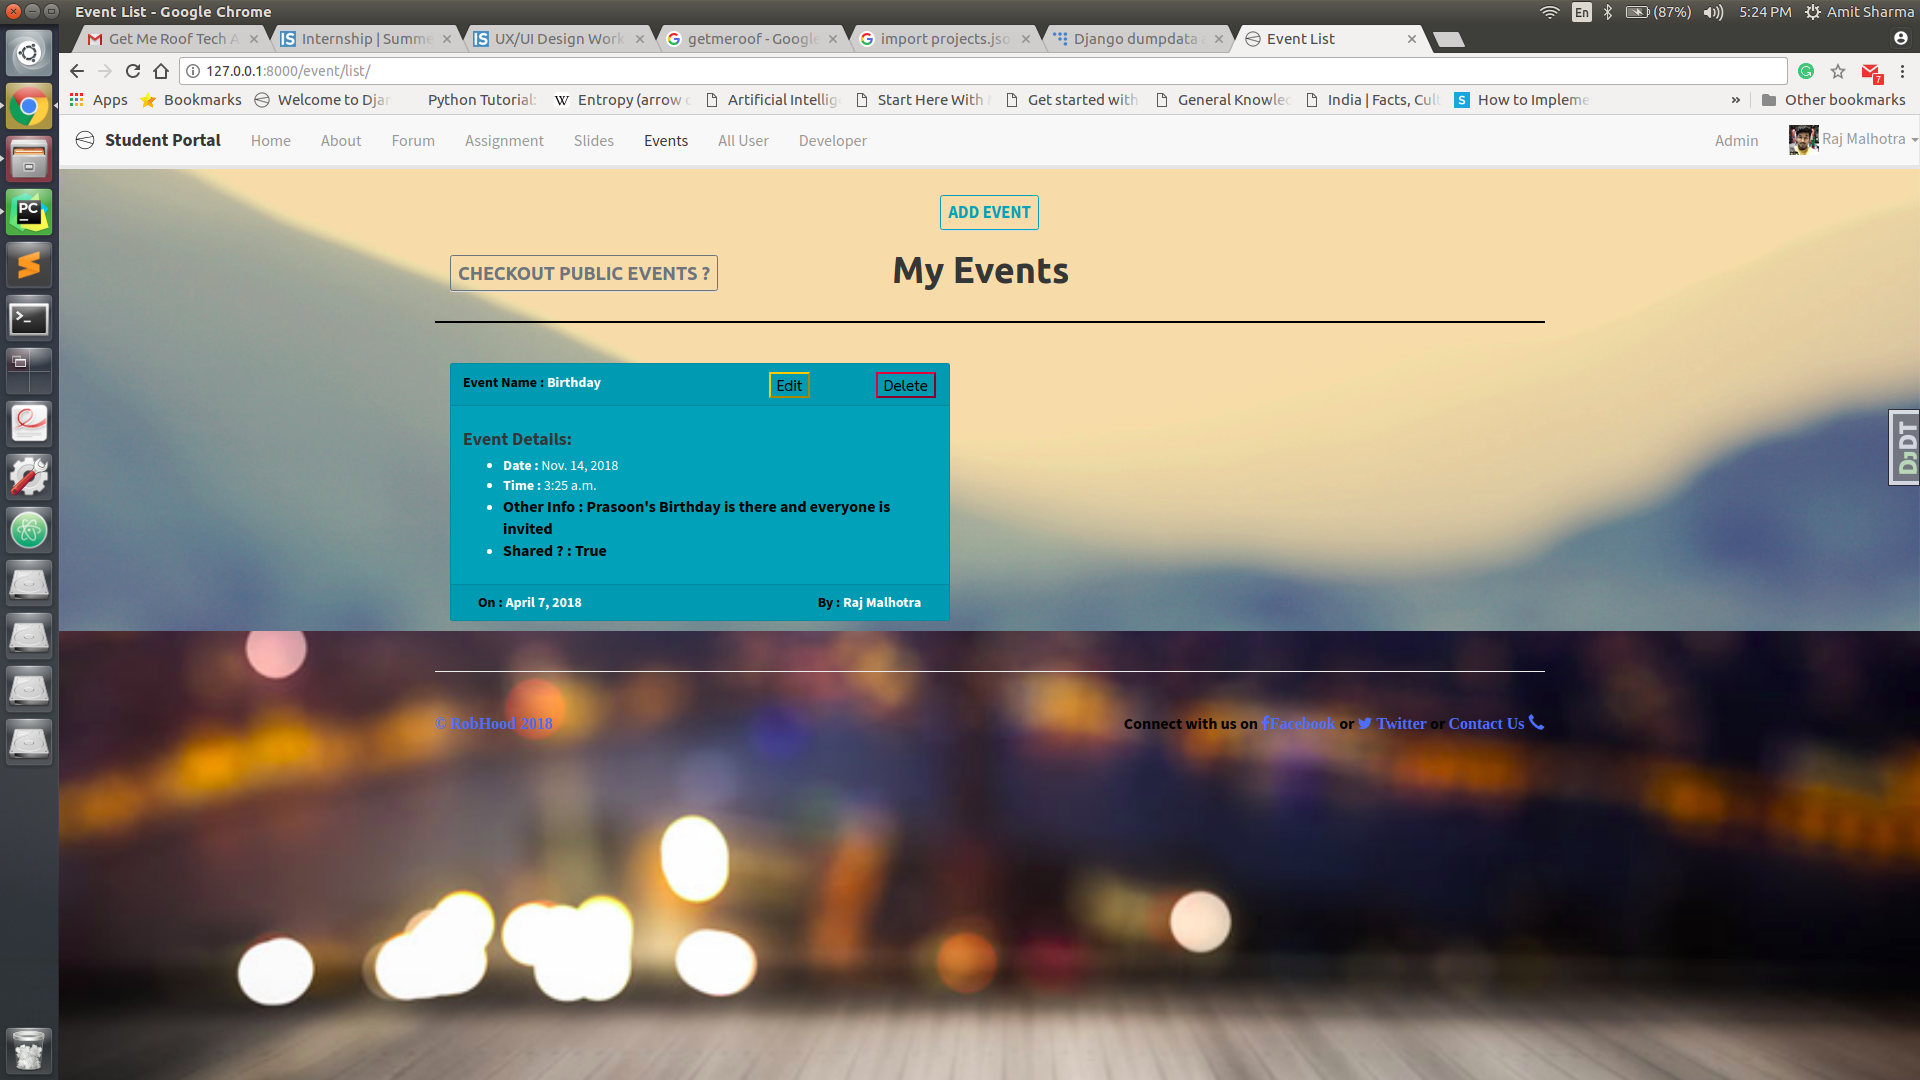 Event List - Google Chrome
En (87%) 5:24 PM Amit Sharma
Get Me Roof Tech A
Internship | Summe
UX/UI Design Work
getmeroof - Google
import projects.jso
Django dumpdata
Event List
127.0.0.1:8000/event/list/
7
Apps Bookmarks Welcome to Djan Python Tutorial: W Entropy (arrow o Artificial Intellig Start Here With Get started with General Knowle India | Facts, Cult S How to Impleme » Other bookmarks
Student Portal Home About Forum Assignment Slides Events All User Developer Admin Raj Malhotra
ADD EVENT
CHECKOUT PUBLIC EVENTS ?
My Events
Event Name : Birthday Edit Delete
Event Details:
Date : Nov. 14, 2018
Time : 3:25 a.m.
Other Info : Prasoon's Birthday is there and everyone is
invited
Shared ? : True
On : April 7, 2018 By : Raj Malhotra
DJDT
© RobHood 2018 Connect with us on Facebook or Twitter or Contact Us
PC